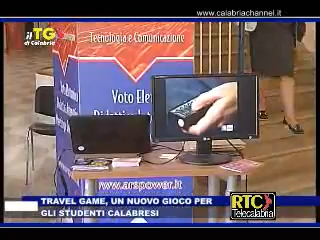 www.calabriachannel.it
il TG
di Calabria
Tecnologia e Comunicazione
Voto Ele
www.arspower.it
TRAVEL GAME, UN NUOVO GIOCO PER
GLI STUDENTI CALABRESI
RTC
Telecalabria